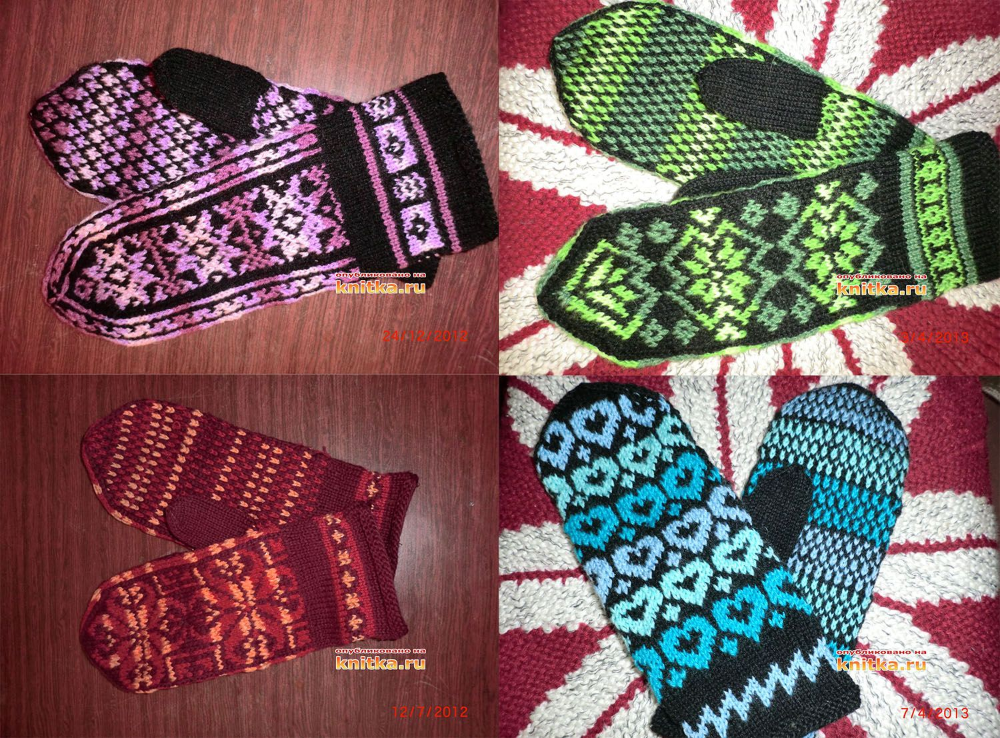 опубликовано на
knitka.ru
24/12/2012
опубликовано на
knitka.ru
3/4/2013
опубликовано на
knitka.ru
12/7/2012
опубликовано на
knitka.ru
7/4/2013